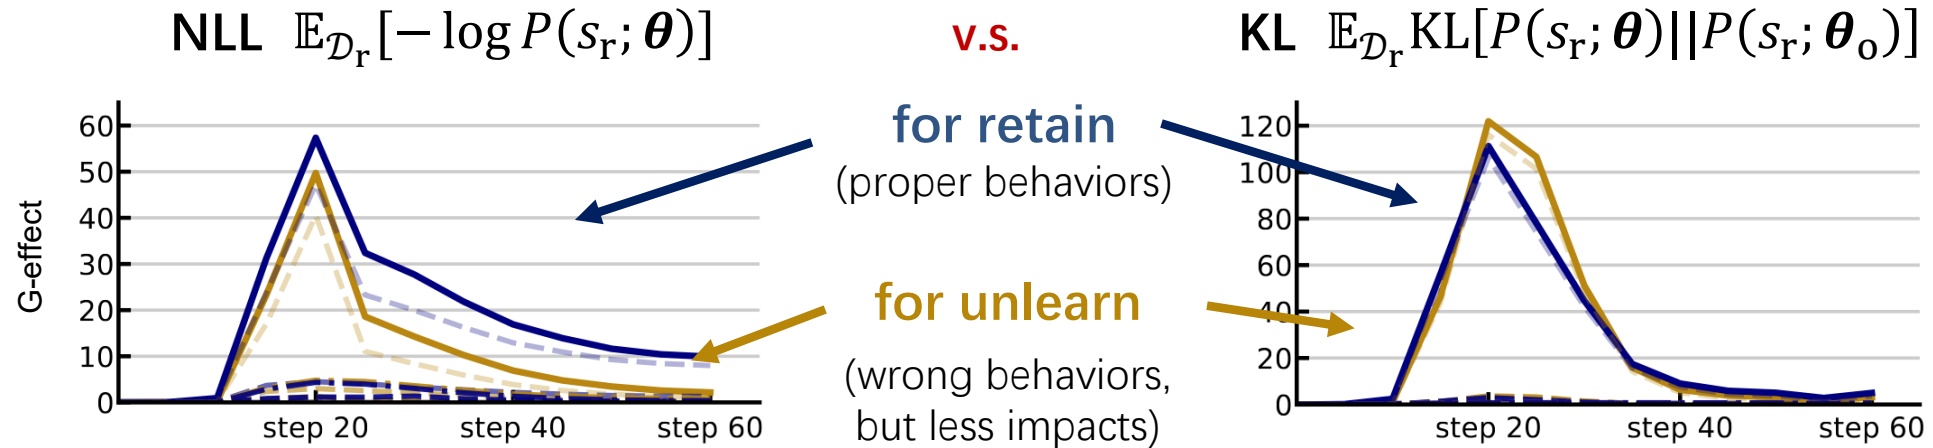 NLL 𝔼_{𝒟_r}[− log P(s_r; θ)]
v.s.
KL 𝔼_{𝒟_r}KL[P(s_r; θ)||P(s_r; θ_o)]
G-effect
60
50
40
30
20
10
0
step 20 step 40 step 60
for retain
(proper behaviors)
for unlearn
(wrong behaviors,
but less impacts)
120
100
80
60
40
20
0
step 20 step 40 step 60